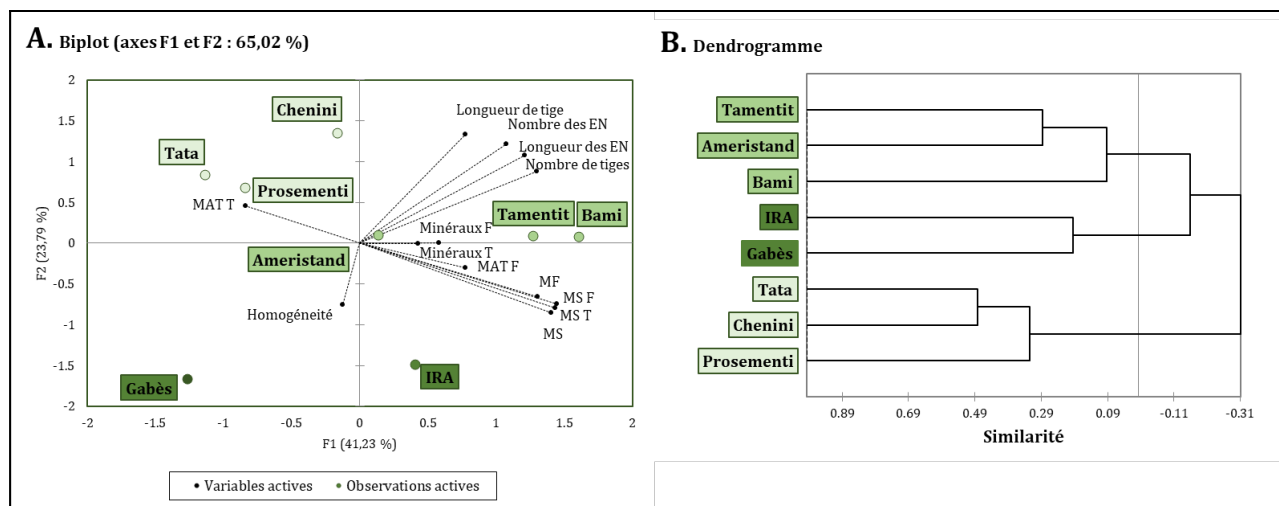 A. Biplot (axes F1 et F2 : 65,02 %)
2
1.5
1
0.5
0
-0.5
-1
-1.5
-2
F2 (23.79 %)
Chenini
Longueur de tige
Nombre des EN
Tata
Longueur des EN
Nombre de tiges
Prosementi
MAT T
Tamentit
Bami
Minéraux F
Ameristand
Minéraux T
MAT F
MF
MS F
Homogéneité
MS T
MS
Gabès
IRA
-2
-1.5
-1
-0.5
0
0.5
1
1.5
2
F1 (41,23 %)
Variables actives
Observations actives
B. Dendrogramme
Tamentit
Ameristand
Bami
IRA
Gabès
Tata
Chenini
Prosementi
0.89
0.69
0.49
0.29
0.09
-0.11
-0.31
Similarité